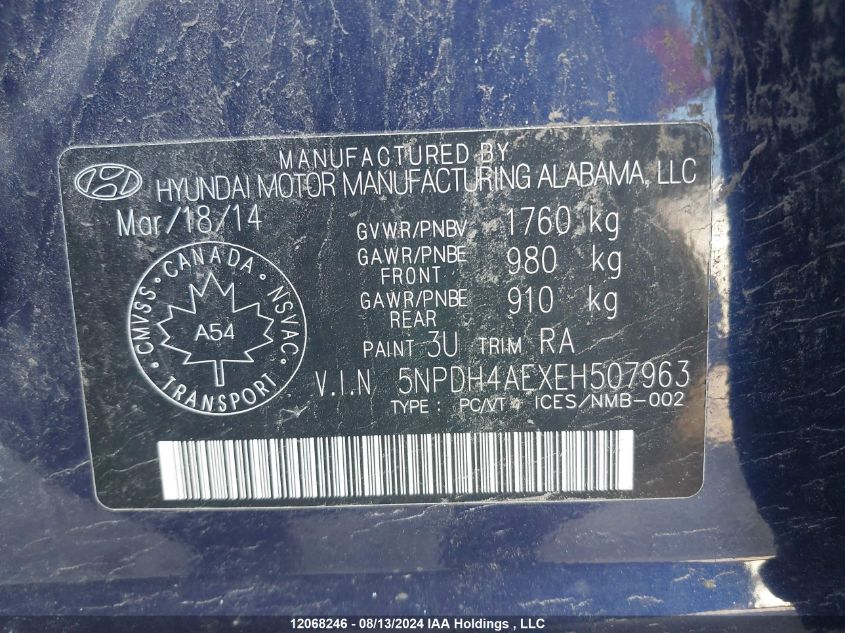 MANUFACTURED BY
HYUNDAI MOTOR MANUFACTURING ALABAMA, LLC
Mar/18/14
GVWR/PNBV 1760 kg
GAWR/PNBE FRONT 980 kg
GAWR/PNBE REAR 910 kg
PAINT 3U TRIM RA
CANADA
CMVSS • NSVAC
A54
TRANSPORT
V.I.N 5NPDH4AEXEH507963
TYPE : PC/VT ICES/NMB-002
12068246 - 08/13/2024 IAA Holdings , LLC